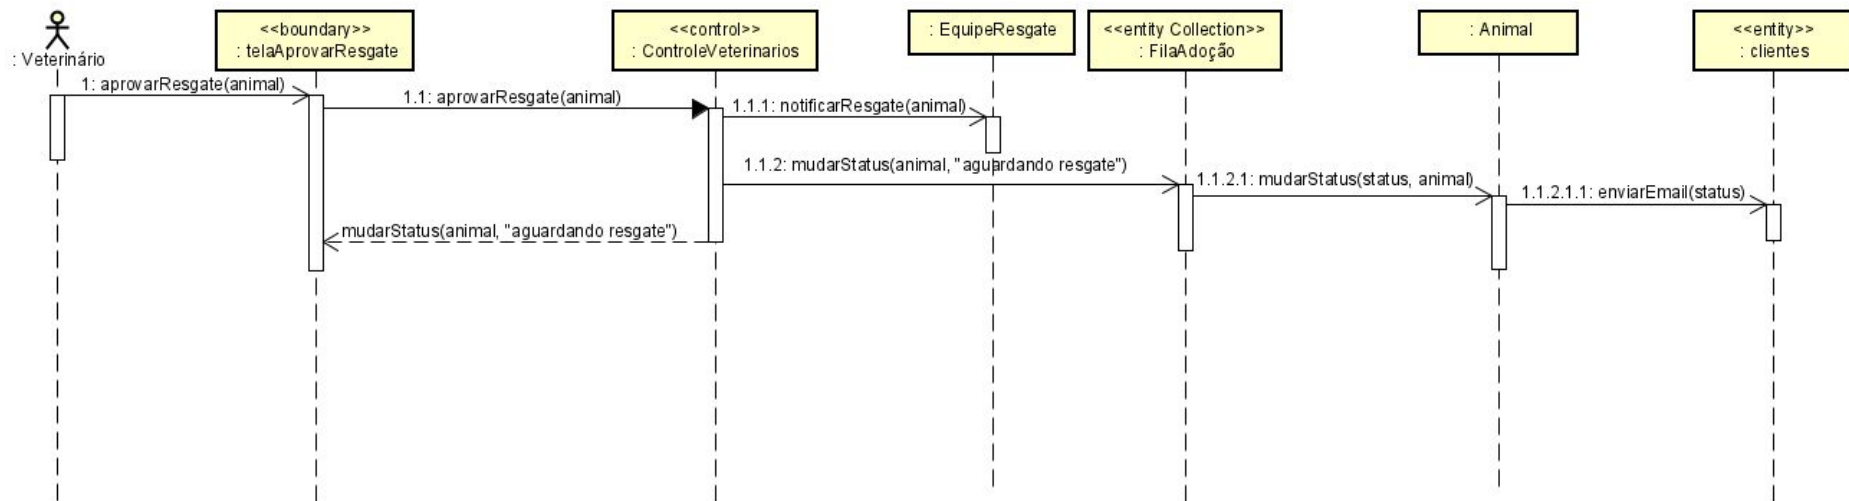 : Veterinário
<<boundary>>
: telaAprovarResgate
<<control>>
: ControleVeterinarios
: EquipeResgate
<<entity Collection>>
: FilaAdoção
: Animal
<<entity>>
: clientes
1: aprovarResgate(animal)
1.1: aprovarResgate(animal)
1.1.1: notificarResgate(animal)
1.1.2: mudarStatus(animal, "aguardando resgate")
1.1.2.1: mudarStatus(status, animal)
1.1.2.1.1: enviarEmail(status)
mudarStatus(animal, "aguardando resgate")